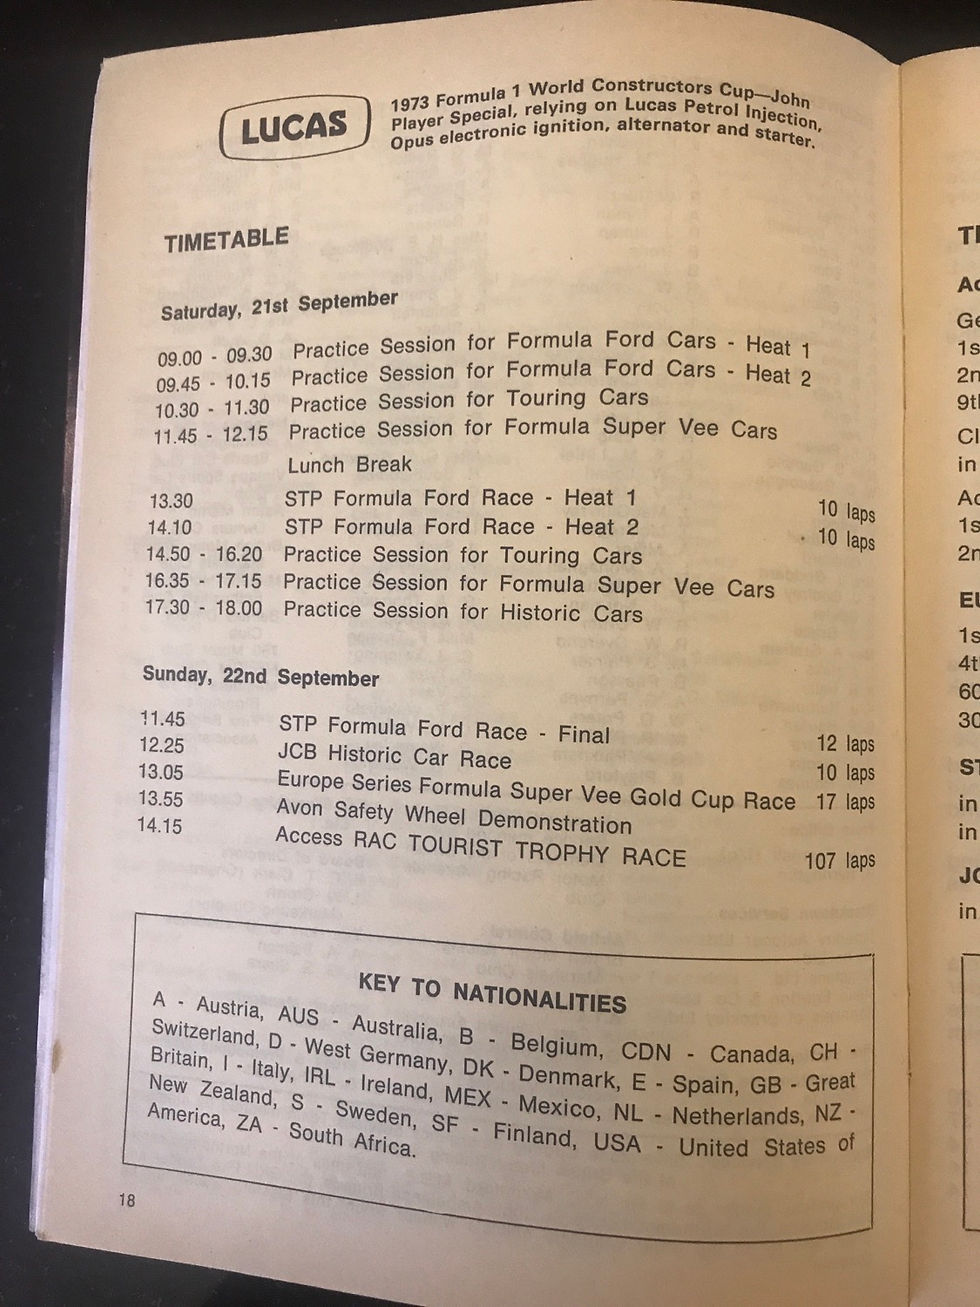 LUCAS
1973 Formula 1 World Constructors Cup—John
Player Special, relying on Lucas Petrol Injection,
Opus electronic ignition, alternator and starter.
TIMETABLE
Saturday, 21st September
09.00 - 09.30 Practice Session for Formula Ford Cars - Heat 1
09.45 - 10.15 Practice Session for Formula Ford Cars - Heat 2
10.30 - 11.30 Practice Session for Touring Cars
11.45 - 12.15 Practice Session for Formula Super Vee Cars
Lunch Break
13.30 STP Formula Ford Race - Heat 1 10 laps
14.10 STP Formula Ford Race - Heat 2 10 laps
14.50 - 16.20 Practice Session for Touring Cars
16.35 - 17.15 Practice Session for Formula Super Vee Cars
17.30 - 18.00 Practice Session for Historic Cars
Sunday, 22nd September
11.45 STP Formula Ford Race - Final 12 laps
12.25 JCB Historic Car Race 10 laps
13.05 Europe Series Formula Super Vee Gold Cup Race 17 laps
13.55 Avon Safety Wheel Demonstration
14.15 Access RAC TOURIST TROPHY RACE 107 laps
KEY TO NATIONALITIES
A - Austria, AUS - Australia, B - Belgium, CDN - Canada, CH -
Switzerland, D - West Germany, DK - Denmark, E - Spain, GB - Great
Britain, I - Italy, IRL - Ireland, MEX - Mexico, NL - Netherlands, NZ -
New Zealand, S - Sweden, SF - Finland, USA - United States of
America, ZA - South Africa.
18